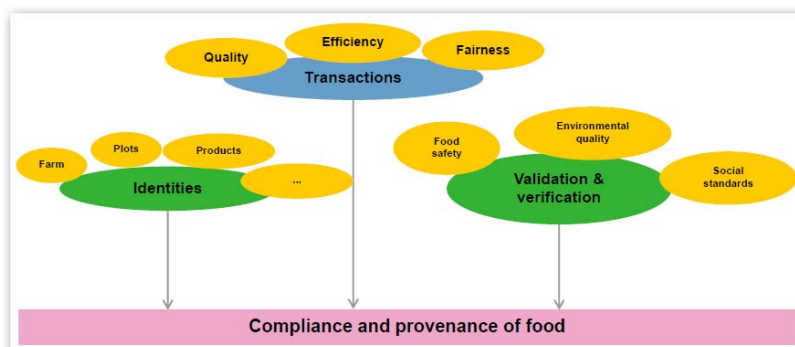 Quality
Efficiency
Fairness
Transactions
Farm
Plots
Products
...
Identities
Food
safety
Environmental
quality
Social
standards
Validation &
verification
Compliance and provenance of food